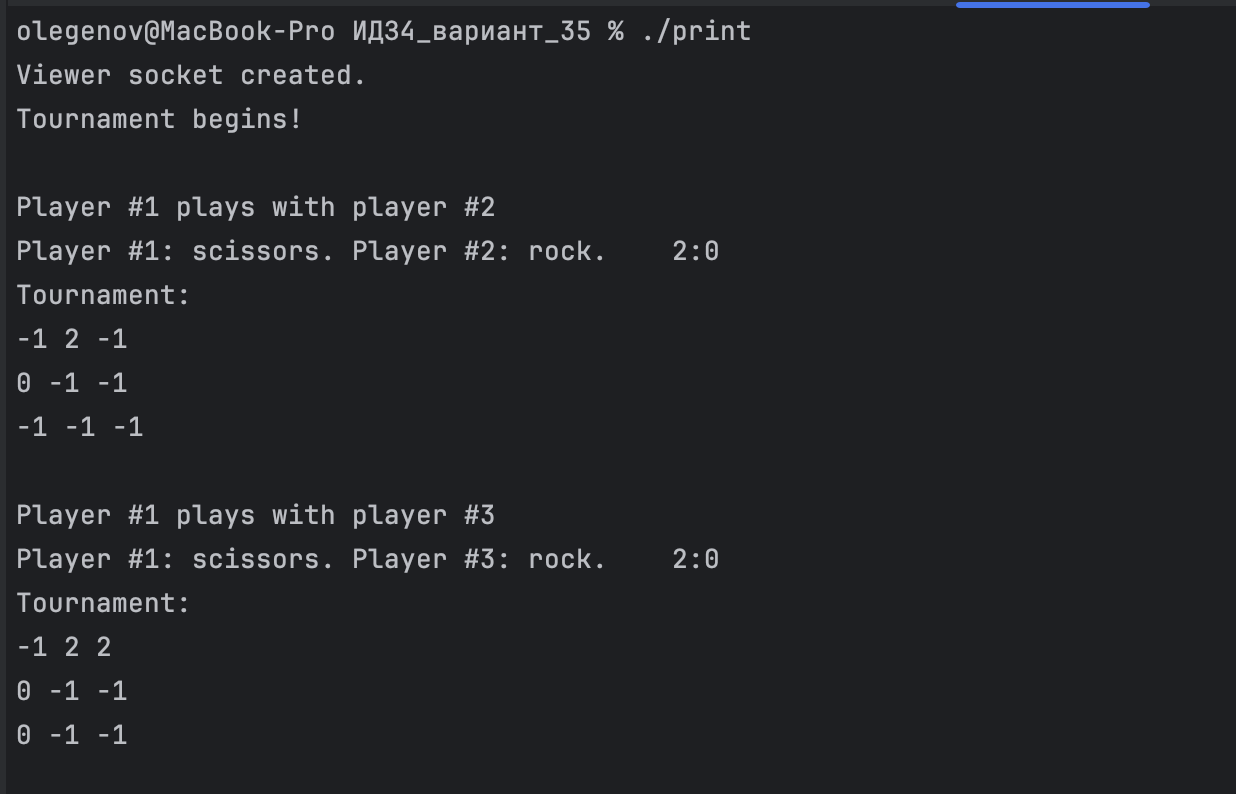 olegenov@MacBook-Pro ИДЗ4_вариант_35 % ./print
Viewer socket created.
Tournament begins!
Player #1 plays with player #2
Player #1: scissors. Player #2: rock.    2:0
Tournament:
-1 2 -1
0 -1 -1
-1 -1 -1
Player #1 plays with player #3
Player #1: scissors. Player #3: rock.    2:0
Tournament:
-1 2 2
0 -1 -1
0 -1 -1